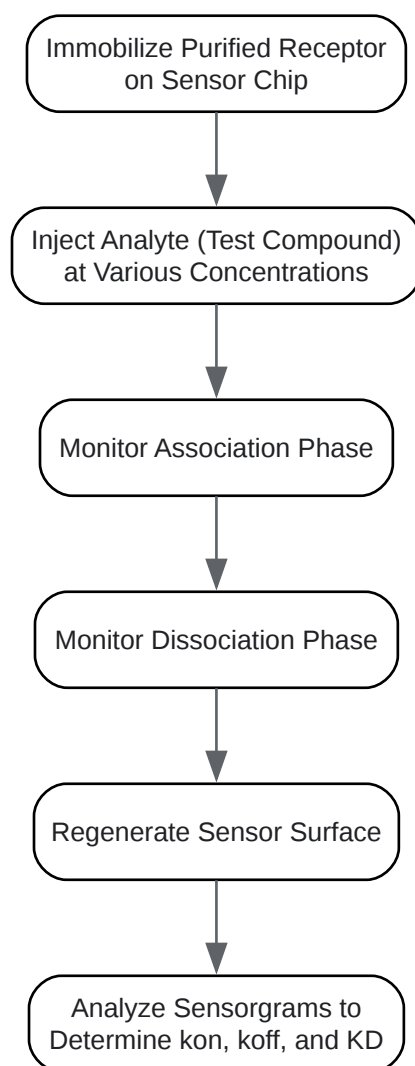 Immobilize Purified Receptor
on Sensor Chip
Inject Analyte (Test Compound)
at Various Concentrations
Monitor Association Phase
Monitor Dissociation Phase
Regenerate Sensor Surface
Analyze Sensorgrams to
Determine kon, koff, and KD